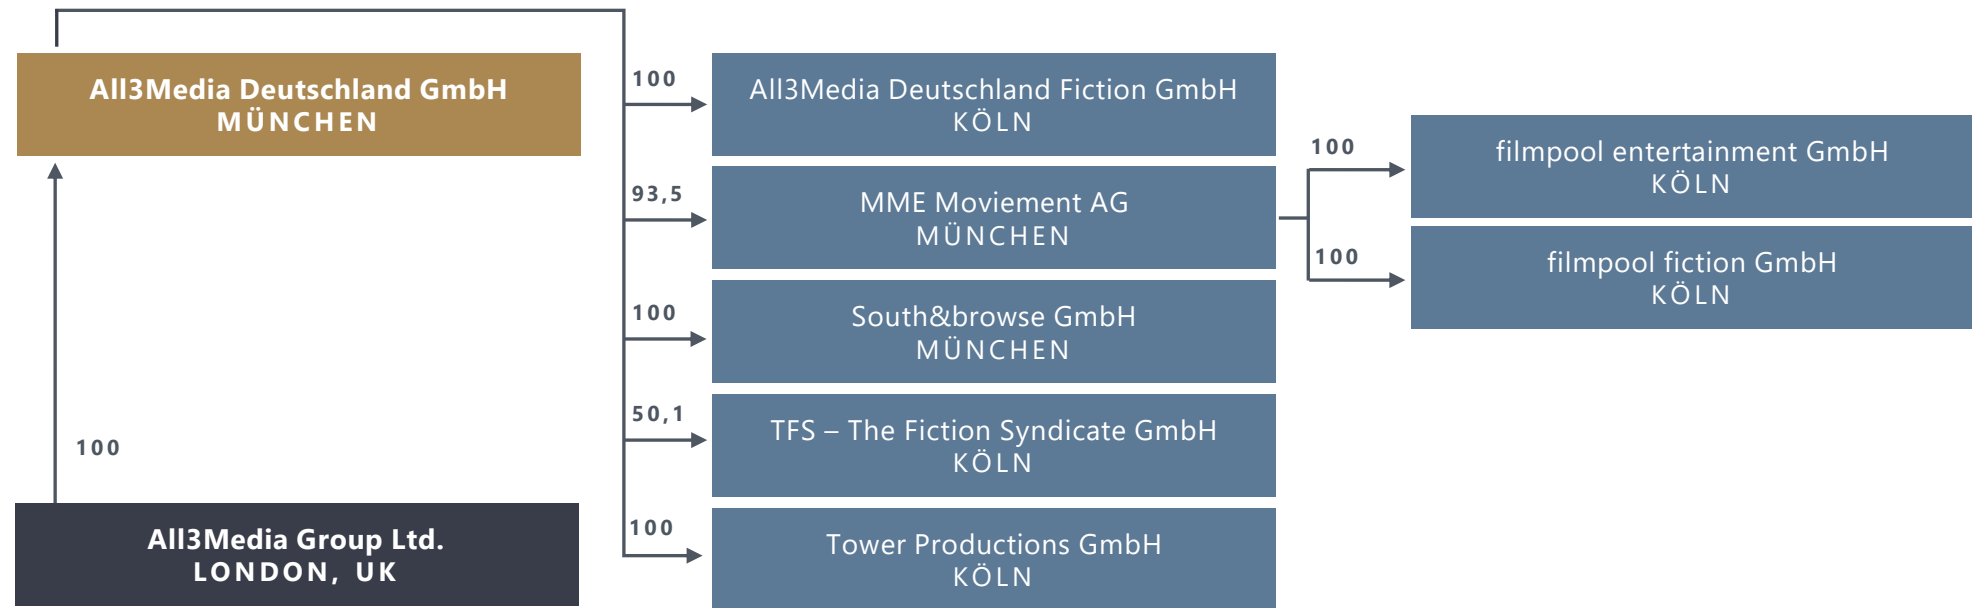 All3Media Deutschland GmbH
MÜNCHEN
100
All3Media Group Ltd.
LONDON, UK
100
All3Media Deutschland Fiction GmbH
KÖLN
93,5
MME Moviement AG
MÜNCHEN
100
South&browse GmbH
MÜNCHEN
50,1
TFS – The Fiction Syndicate GmbH
KÖLN
100
Tower Productions GmbH
KÖLN
100
filmpool entertainment GmbH
KÖLN
100
filmpool fiction GmbH
KÖLN